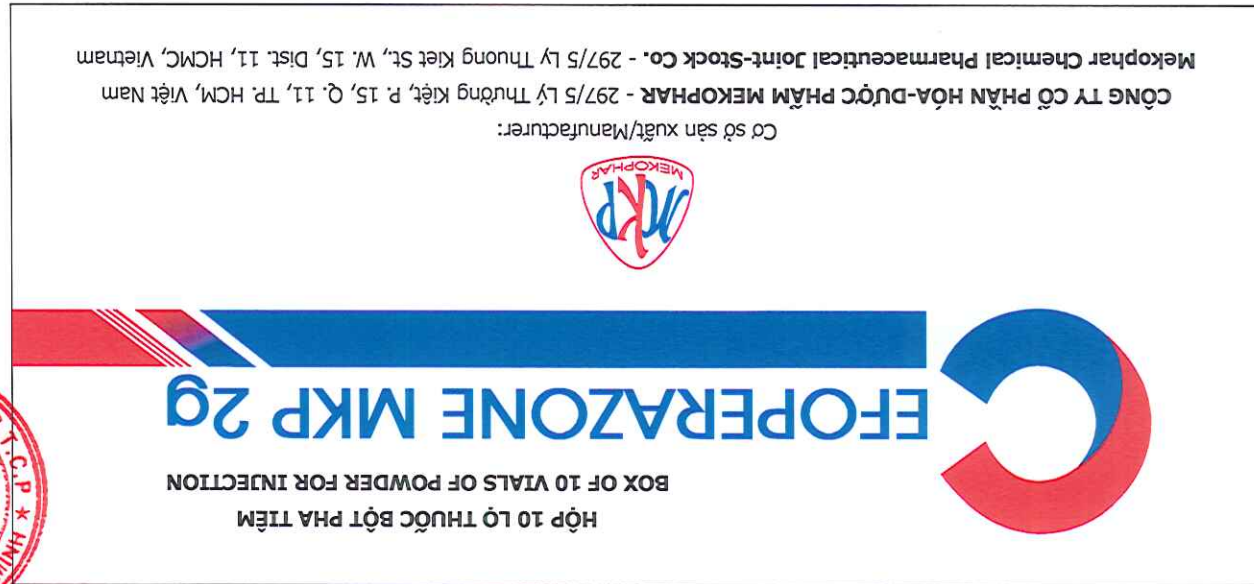 HỘP 10 LỌ THUỐC BỘT PHA TIÊM
BOX OF 10 VIALS OF POWDER FOR INJECTION
CEFOPERAZONE MKP 2g
MKP
MEKOPHAR
Cơ sở sản xuất/Manufacturer:
CÔNG TY CỔ PHẦN HÓA-DƯỢC PHẨM MEKOPHAR - 297/5 Lý Thường Kiệt, P. 15, Q. 11, TP. HCM, Việt Nam
Mekophar Chemical Pharmaceutical Joint-Stock Co. - 297/5 Ly Thuong Kiet St., W. 15, Dist. 11, HCMC, Vietnam
T.C.P ★